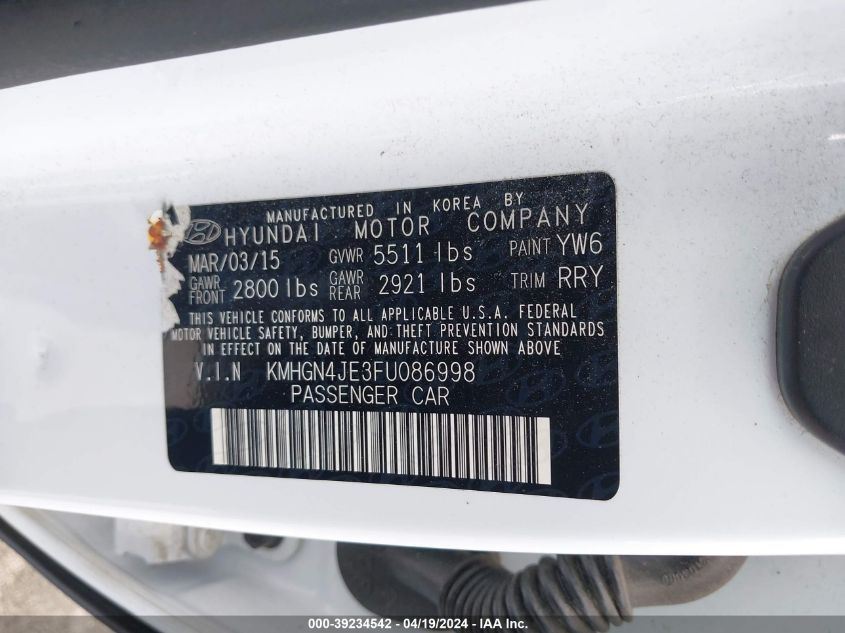 MANUFACTURED IN KOREA BY
HYUNDAI MOTOR COMPANY
MAR/03/15 GVWR 5511 lbs PAINT YW6
GAWR FRONT 2800 lbs GAWR REAR 2921 lbs TRIM RRY
THIS VEHICLE CONFORMS TO ALL APPLICABLE U.S.A. FEDERAL
MOTOR VEHICLE SAFETY, BUMPER, AND THEFT PREVENTION STANDARDS
IN EFFECT ON THE DATE OF MANUFACTURE SHOWN ABOVE
V.I.N KMHGN4JE3FU086998
PASSENGER CAR
000-39234542 - 04/19/2024 - IAA Inc.